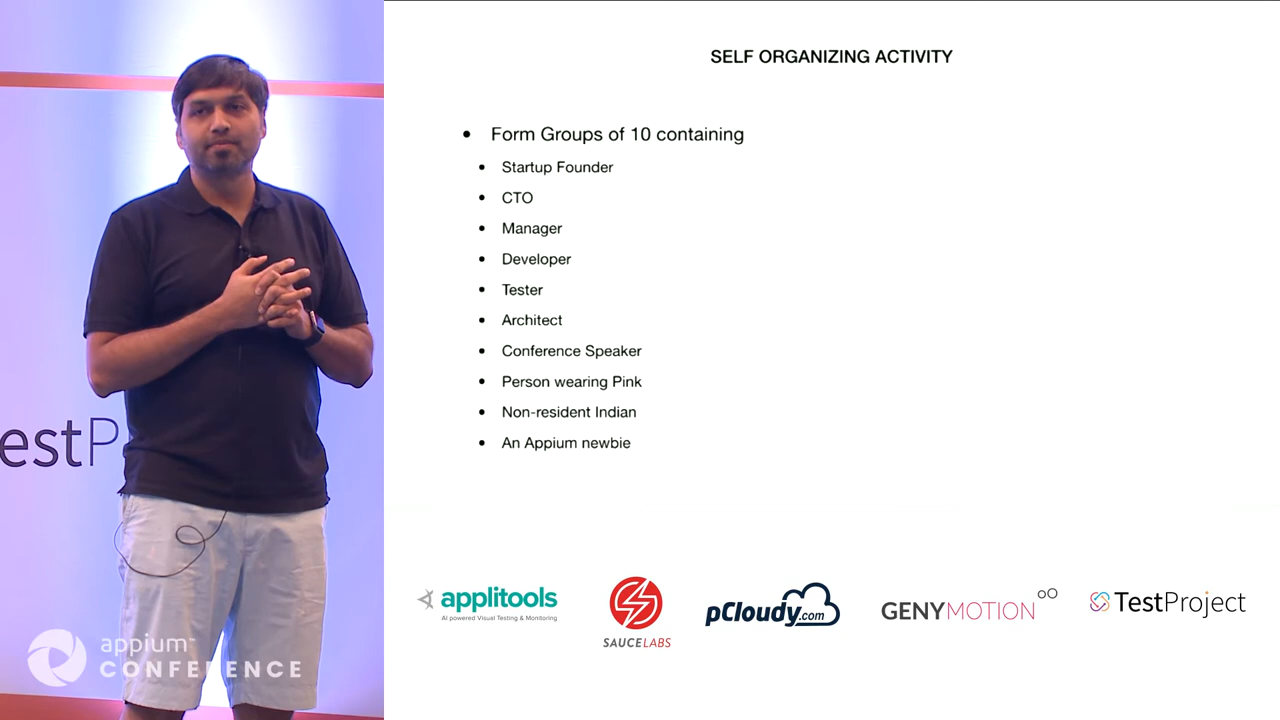 SELF ORGANIZING ACTIVITY
• Form Groups of 10 containing
• Startup Founder
• CTO
• Manager
• Developer
• Tester
• Architect
• Conference Speaker
• Person wearing Pink
• Non-resident Indian
• An Appium newbie
estP
appium
CONFERENCE
applitools
AI powered Visual Testing & Monitoring
SAUCELABS
pCloudy.com
GENYMOTION
TestProject